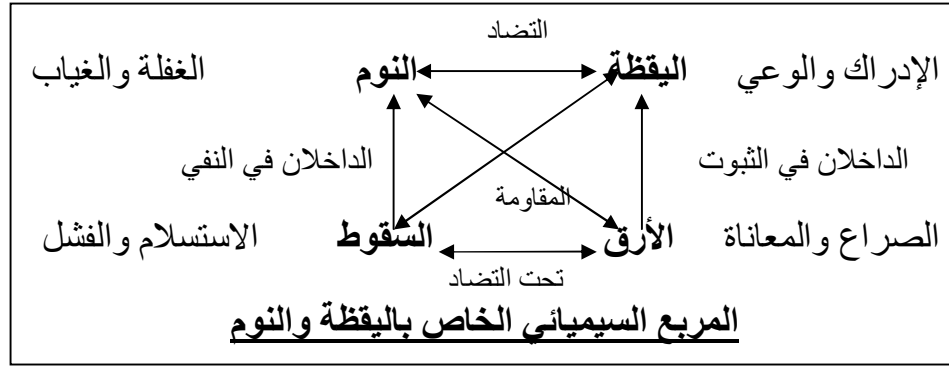 التضاد
الإدراك والوعي اليقظة النوم الغفلة والغياب
الداخلان في الثبوت الداخلان في النفي
المقاومة
الصراع والمعاناة الأرق السقوط الاستسلام والفشل
تحت التضاد
المربع السيميائي الخاص باليقظة والنوم